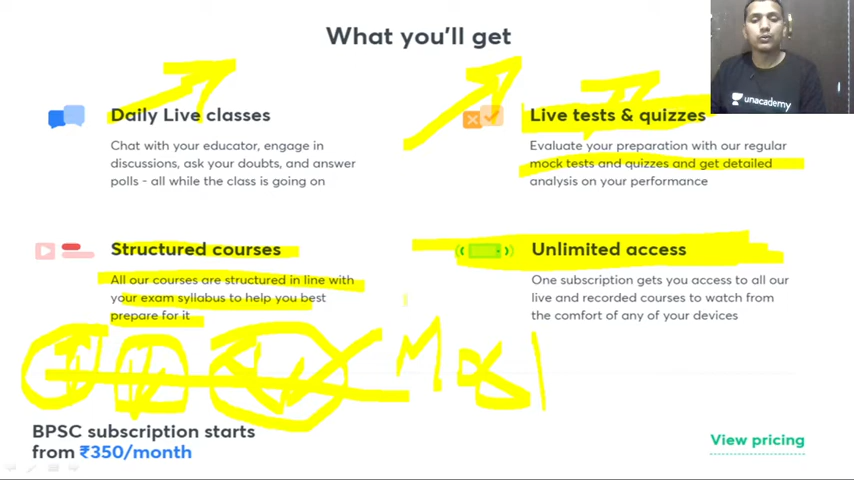 What you'll get
unacademy
Daily Live classes
Chat with your educator, engage in
discussions, ask your doubts, and answer
polls - all while the class is going on
Live tests & quizzes
Evaluate your preparation with our regular
mock tests and quizzes and get detailed
analysis on your performance
Structured courses
All our courses are structured in line with
your exam syllabus to help you best
prepare for it
Unlimited access
One subscription gets you access to all our
live and recorded courses to watch from
the comfort of any of your devices
BPSC subscription starts
from ₹350/month
View pricing